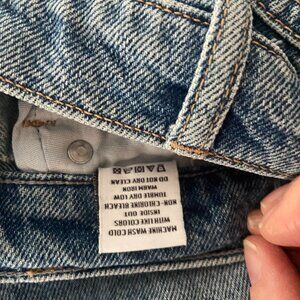 MACHINE WASH COLD
WITH LIKE COLORS
INSIDE OUT
NON-CHLORINE BLEACH
TUMBLE DRY LOW
WARM IRON
DO NOT DRY CLEAN